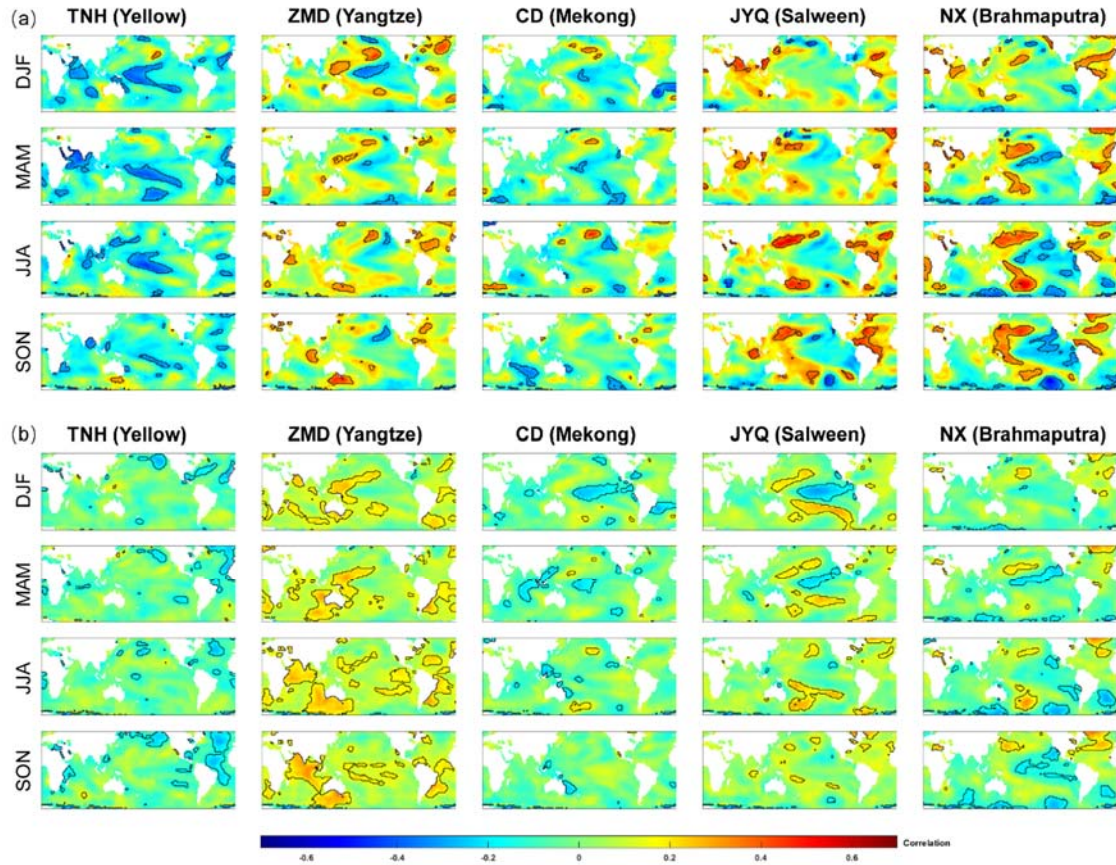 (a) TNH (Yellow) ZMD (Yangtze) CD (Mekong) JYQ (Salween) NX (Brahmaputra)
DJF
MAM
JJA
SON
(b) TNH (Yellow) ZMD (Yangtze) CD (Mekong) JYQ (Salween) NX (Brahmaputra)
DJF
MAM
JJA
SON
-0.6 -0.4 -0.2 0 0.2 0.4 0.6 Correlation